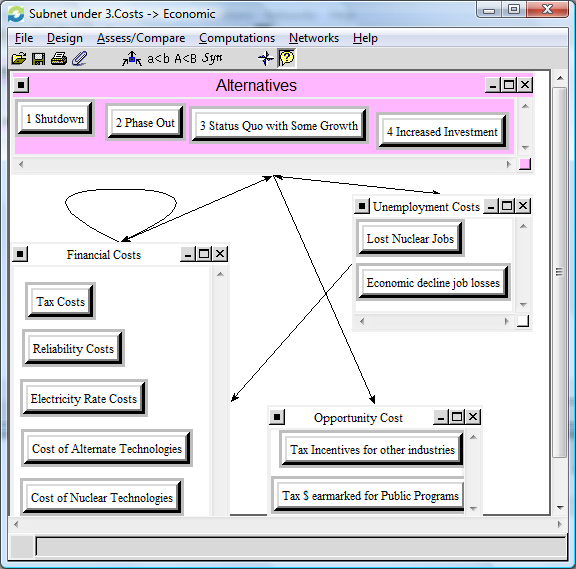 Subnet under 3.Costs -> Economic
File Design Assess/Compare Computations Networks Help
a<b A<B Syn
Alternatives
1 Shutdown
2 Phase Out
3 Status Quo with Some Growth
4 Increased Investment
Unemployment Costs
Lost Nuclear Jobs
Economic decline job losses
Financial Costs
Tax Costs
Reliability Costs
Electricity Rate Costs
Cost of Alternate Technologies
Cost of Nuclear Technologies
Opportunity Cost
Tax Incentives for other industries
Tax $ earmarked for Public Programs